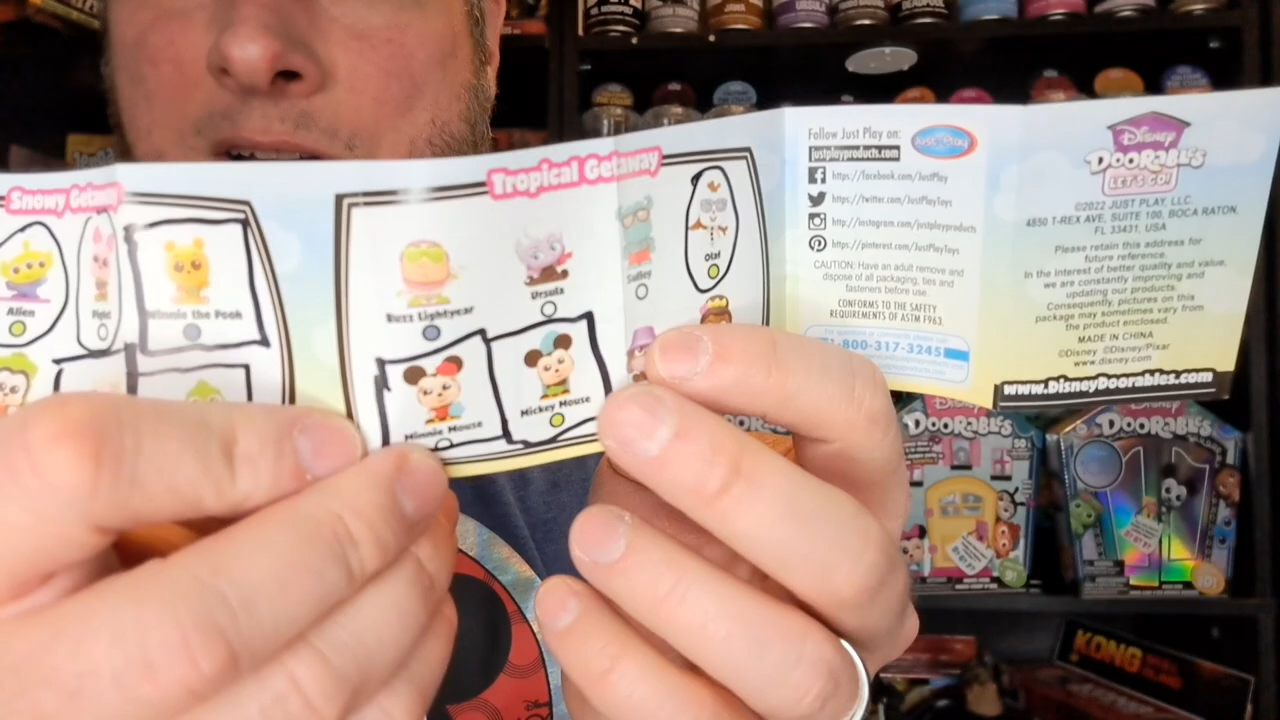 URSULA
DEADPOOL
Snowy Getaway
Alien
Winnie the Pooh
Tropical Getaway
Buzz Lightyear
Ursula
Sulley
Olaf
Minnie Mouse
Mickey Mouse
Follow Just Play on:
Just Play
justplayproducts.com
https://facebook.com/JustPlay
https://twitter.com/JustPlayToys
http://instagram.com/justplayproducts
https://pinterest.com/JustPlayToys
CAUTION: Have an adult remove and
dispose of all packaging, ties and
fasteners before use.
CONFORMS TO THE SAFETY
REQUIREMENTS OF ASTM F963.
1-800-317-3245
Disney
DOORABLES
LET'S GO!
©2022 JUST PLAY, LLC.
4850 T-REX AVE, SUITE 100, BOCA RATON,
FL 33431, USA
Please retain this address for
future reference.
In the interest of better quality and value,
we are constantly improving and
updating our products.
Consequently, pictures on this
package may sometimes vary from
the product enclosed.
MADE IN CHINA
©Disney ©Disney/Pixar
www.disney.com
www.DisneyDoorables.com
DOORABLES
DOORABLES
KONG